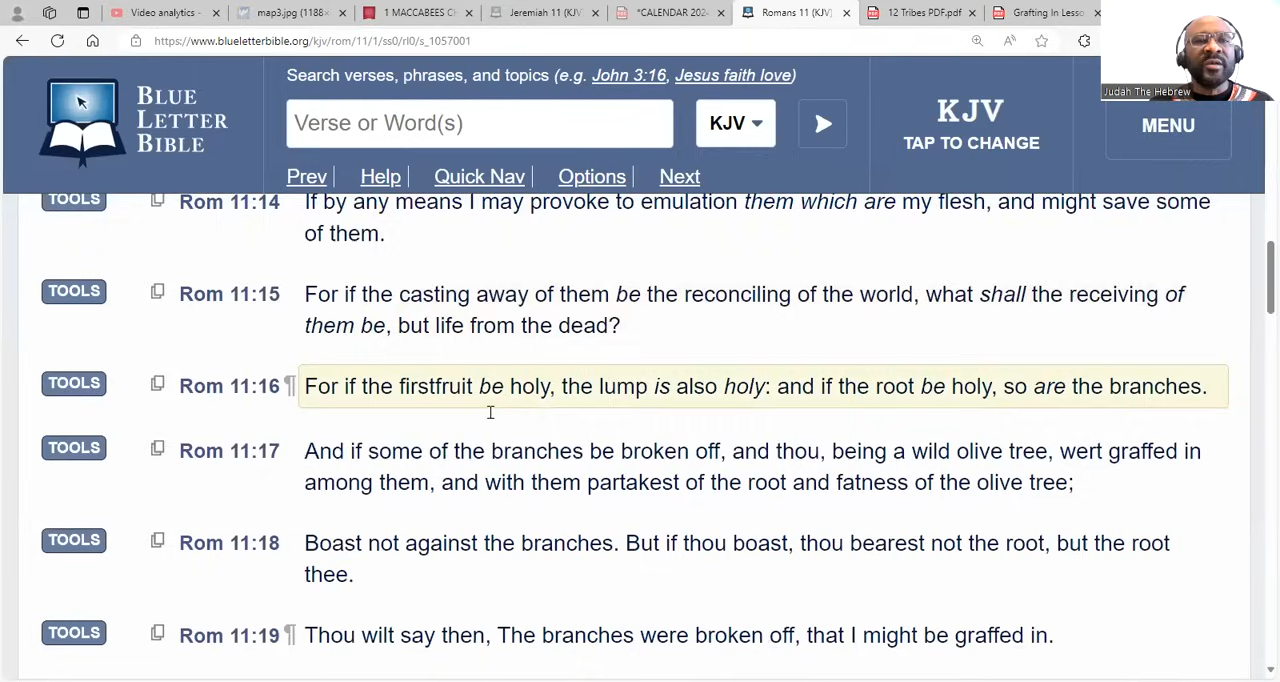 Video analytics -
map3.jpg (1188×
1 MACCABEES C
Jeremiah 11 (KJV
*CALENDAR 202
Romans 11 (KJV)
12 Tribes PDF.pdf
Grafting In Lesso
https://www.blueletterbible.org/kjv/rom/11/1/ss0/rl0/s_1057001
Judah The Hebrew
BLUE
LETTER
BIBLE
Search verses, phrases, and topics (e.g. John 3:16, Jesus faith love)
Verse or Word(s)
KJV
KJV
TAP TO CHANGE
MENU
Prev Help Quick Nav Options Next
TOOLS Rom 11:14 If by any means I may provoke to emulation them which are my flesh, and might save some
of them.
TOOLS Rom 11:15 For if the casting away of them be the reconciling of the world, what shall the receiving of
them be, but life from the dead?
TOOLS Rom 11:16 ¶ For if the firstfruit be holy, the lump is also holy: and if the root be holy, so are the branches.
TOOLS Rom 11:17 And if some of the branches be broken off, and thou, being a wild olive tree, wert graffed in
among them, and with them partakest of the root and fatness of the olive tree;
TOOLS Rom 11:18 Boast not against the branches. But if thou boast, thou bearest not the root, but the root
thee.
TOOLS Rom 11:19 ¶ Thou wilt say then, The branches were broken off, that I might be graffed in.